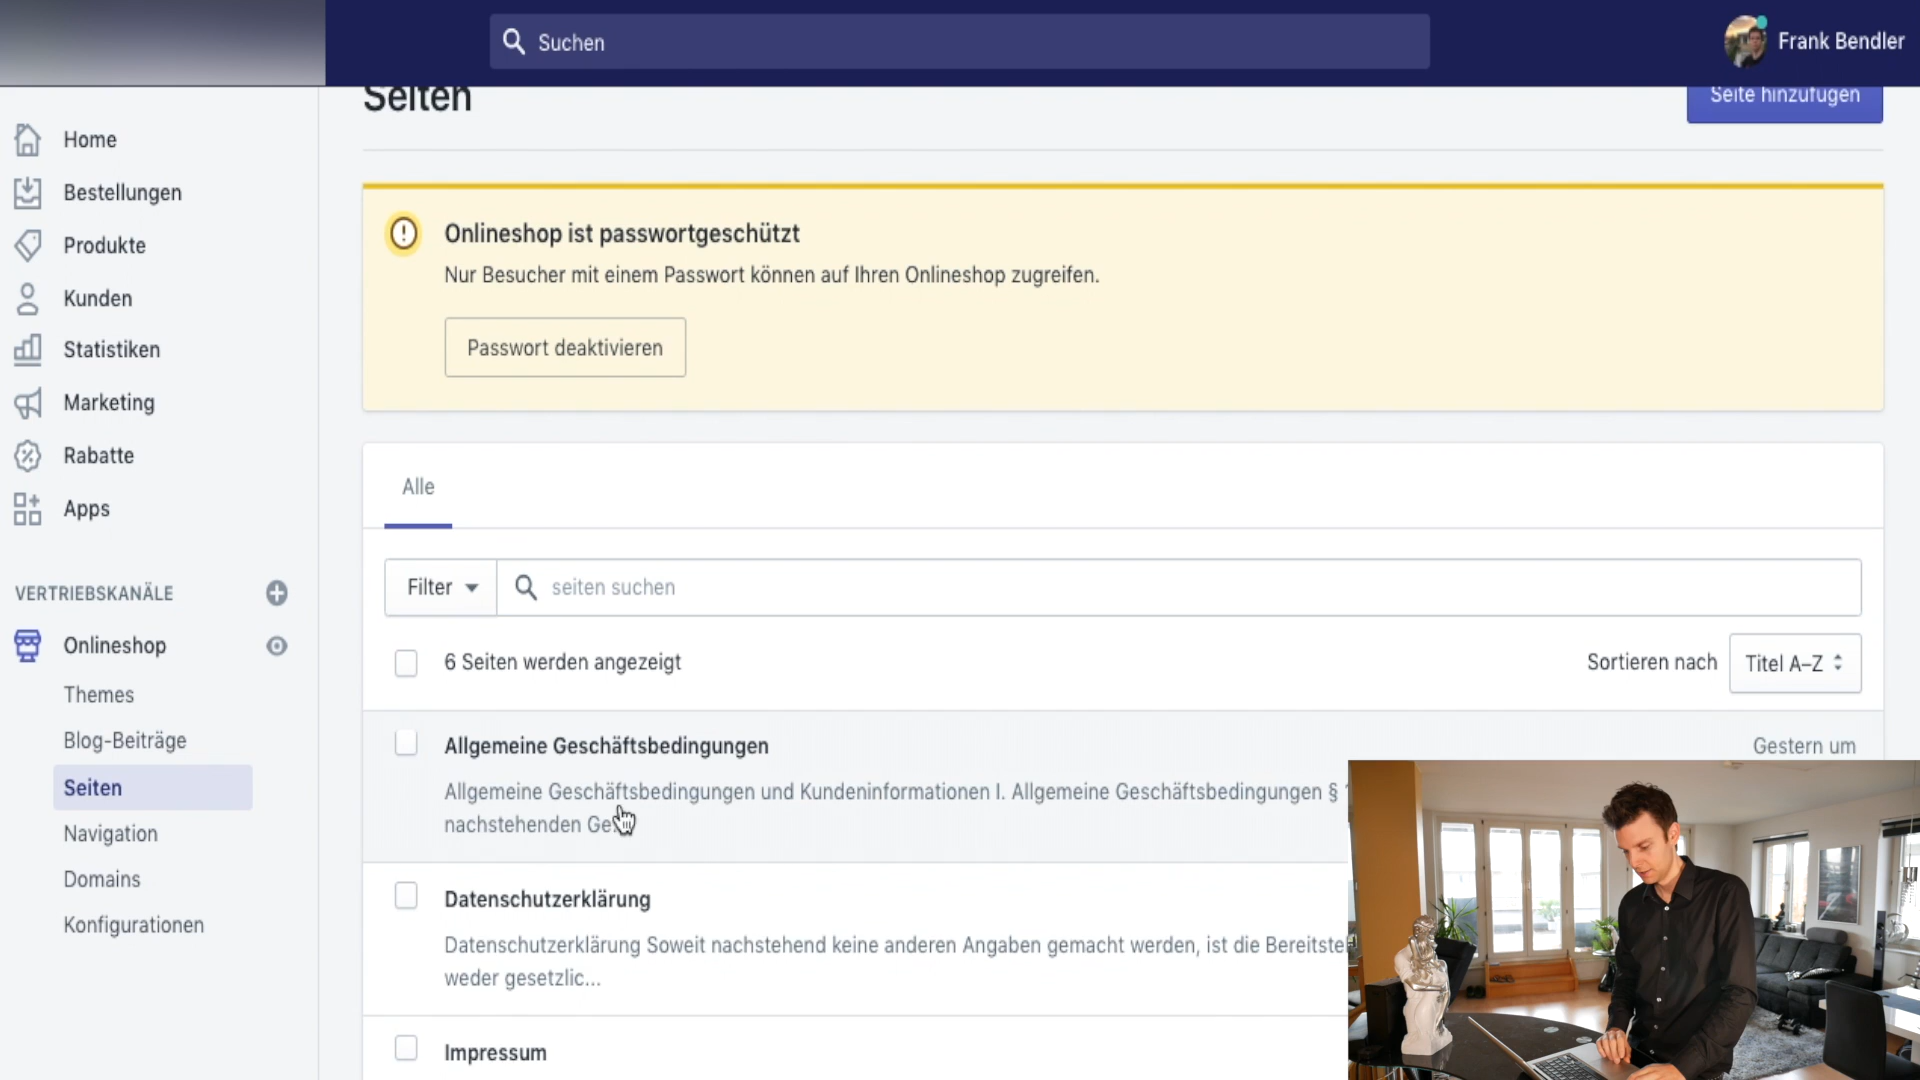 Suchen
Frank Bendler
Seiten
Seite hinzufügen
Home
Bestellungen
Produkte
Kunden
Statistiken
Marketing
Rabatte
Apps
VERTRIEBSKANÄLE
Onlineshop
Themes
Blog-Beiträge
Seiten
Navigation
Domains
Konfigurationen
Onlineshop ist passwortgeschützt
Nur Besucher mit einem Passwort können auf Ihren Onlineshop zugreifen.
Passwort deaktivieren
Alle
Filter
seiten suchen
6 Seiten werden angezeigt
Sortieren nach
Titel A–Z
Allgemeine Geschäftsbedingungen
Gestern um
Allgemeine Geschäftsbedingungen und Kundeninformationen I. Allgemeine Geschäftsbedingungen §
nachstehenden
Datenschutzerklärung
Datenschutzerklärung Soweit nachstehend keine anderen Angaben gemacht werden, ist die
weder gesetzlic...
Impressum